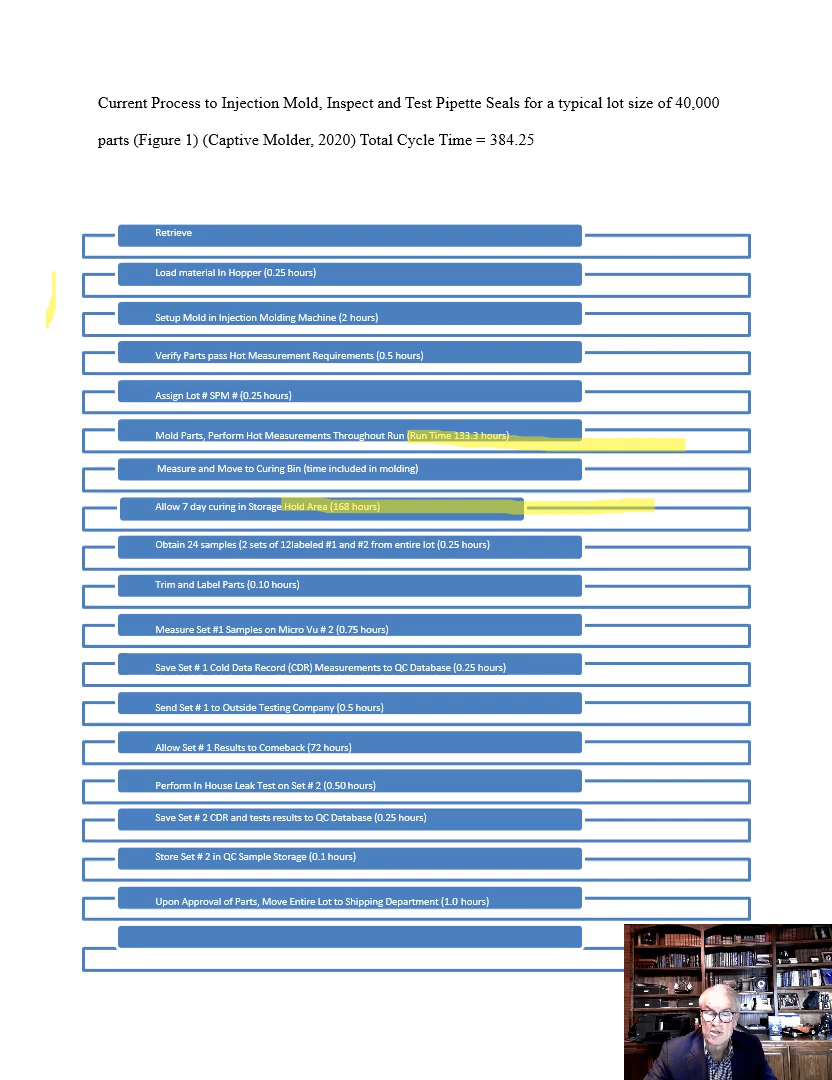 Current Process to Injection Mold, Inspect and Test Pipette Seals for a typical lot size of 40,000
parts (Figure 1) (Captive Molder, 2020) Total Cycle Time = 384.25
Retrieve
Load material In Hopper (0.25 hours)
Setup Mold in Injection Molding Machine (2 hours)
Verify Parts pass Hot Measurement Requirements (0.5 hours)
Assign Lot # SPM # (0.25 hours)
Mold Parts, Perform Hot Measurements Throughout Run (Run Time 133.3 hours)
Measure and Move to Curing Bin (time included in molding)
Allow 7 day curing in Storage Hold Area (168 hours)
Obtain 24 samples (2 sets of 12labeled #1 and #2 from entire lot (0.25 hours)
Trim and Label Parts (0.10 hours)
Measure Set #1 Samples on Micro Vu # 2 (0.75 hours)
Save Set # 1 Cold Data Record (CDR) Measurements to QC Database (0.25 hours)
Send Set # 1 to Outside Testing Company (0.5 hours)
Allow Set # 1 Results to Comeback (72 hours)
Perform In House Leak Test on Set # 2 (0.50 hours)
Save Set # 2 CDR and tests results to QC Database (0.25 hours)
Store Set # 2 in QC Sample Storage (0.1 hours)
Upon Approval of Parts, Move Entire Lot to Shipping Department (1.0 hours)